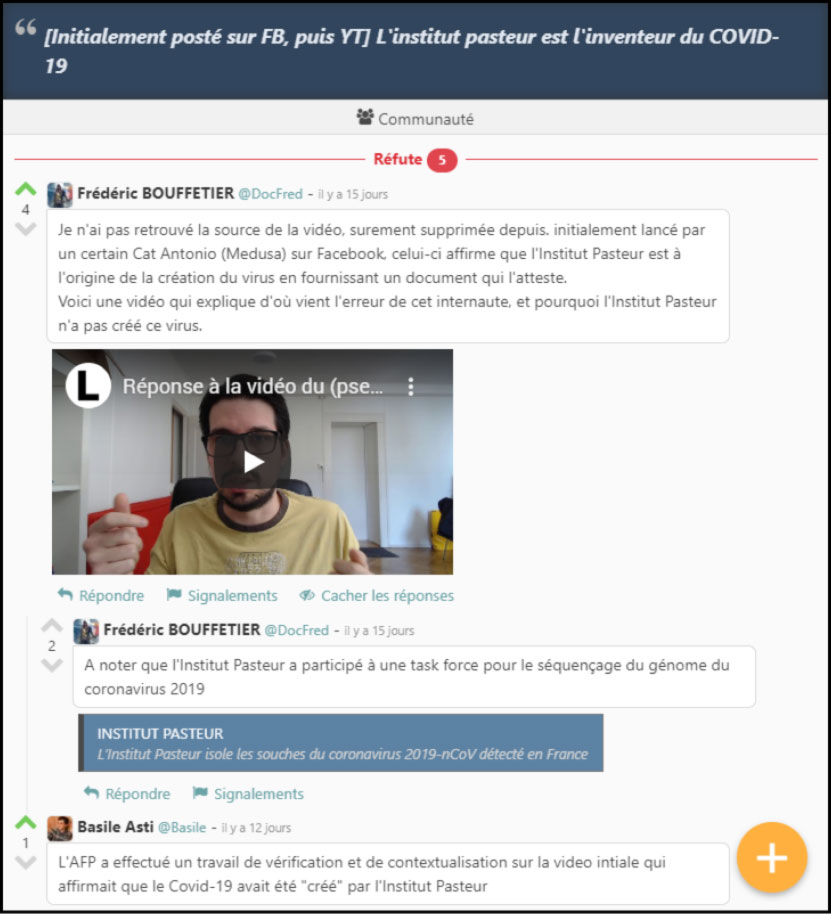 [Initialement posté sur FB, puis YT] L'institut pasteur est l'inventeur du COVID-
19
Communauté
Réfute 5
Frédéric BOUFFETIER @DocFred - il y a 15 jours
4
Je n'ai pas retrouvé la source de la vidéo, surement supprimée depuis. initialement lancé par
un certain Cat Antonio (Medusa) sur Facebook, celui-ci affirme que l'Institut Pasteur est à
l'origine de la création du virus en fournissant un document qui l'atteste.
Voici une vidéo qui explique d'où vient l'erreur de cet internaute, et pourquoi l'Institut Pasteur
n'a pas créé ce virus.
L Réponse à la vidéo du (pse...
Répondre Signalements Cacher les réponses
Frédéric BOUFFETIER @DocFred - il y a 15 jours
2
A noter que l'Institut Pasteur a participé à une task force pour le séquençage du génome du
coronavirus 2019
INSTITUT PASTEUR
L'Institut Pasteur isole les souches du coronavirus 2019-nCoV détecté en France
Répondre Signalements
Basile Asti @Basile - il y a 12 jours
1
L'AFP a effectué un travail de vérification et de contextualisation sur la video intiale qui
affirmait que le Covid-19 avait été "créé" par l'Institut Pasteur